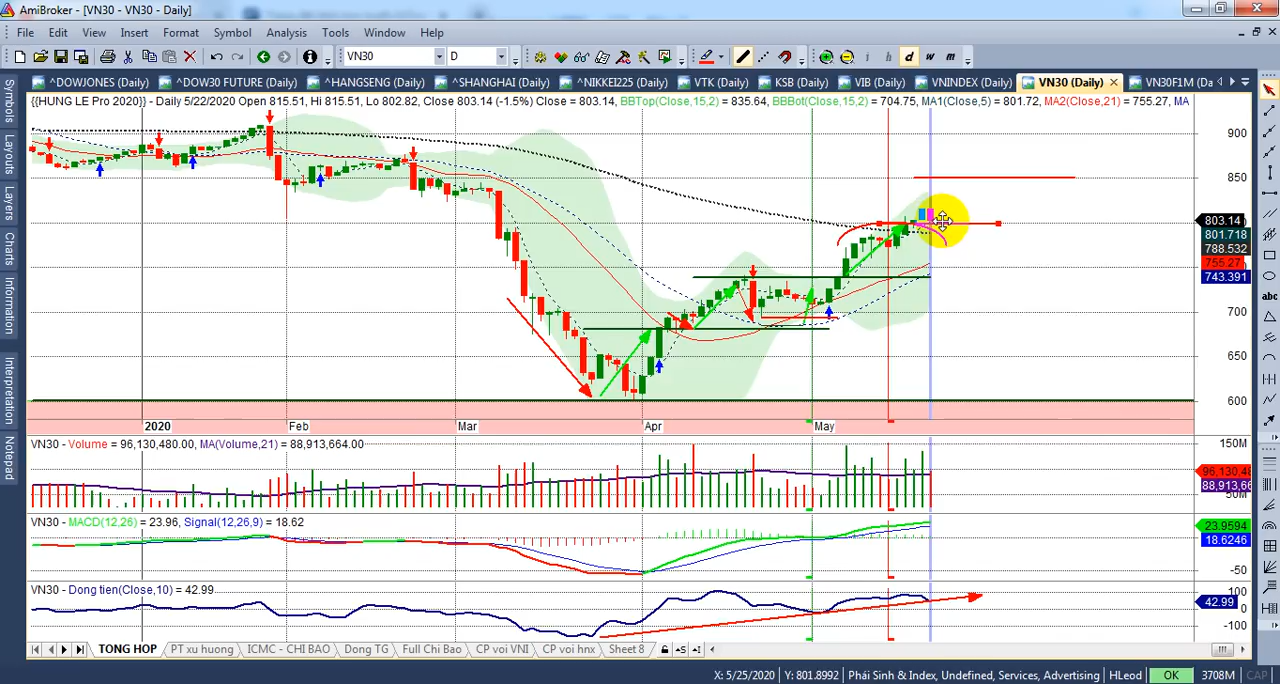 AmiBroker - [VN30 - VN30 - Daily]
File Edit View Insert Format Symbol Analysis Tools Window Help
VN30 D d w m
^DOWJONES (Daily) ^DOW30 FUTURE (Daily) ^HANGSENG (Daily) ^SHANGHAI (Daily) ^NIKKEI225 (Daily) VTK (Daily) KSB (Daily) VIB (Daily) VNINDEX (Daily) VN30 (Daily) VN30F1M (Da
{{HUNG LE Pro 2020}} - Daily 5/22/2020 Open 815.51, Hi 815.51, Lo 802.82, Close 803.14 (-1.5%) Close = 803.14, BBTop(Close,15,2) = 835.64, BBBot(Close,15,2) = 704.75, MA1(Close,5) = 801.72, MA2(Close,21) = 755.27, MA
Symbols
Layouts
Layers
Charts
Information
Interpretation
Notepad
900
850
803.14
801.718
788.532
755.27
743.391
700
650
600
2020 Feb Mar Apr May
VN30 - Volume = 96,130,480.00, MA(Volume,21) = 88,913,664.00
150M
96,130,48
88,913,66
50M
VN30 - MACD(12,26) = 23.96, Signal(12,26,9) = 18.62
23.9594
18.6246
-50
VN30 - Dong tien(Close,10) = 42.99
100
42.99
0
-100
TONG HOP PT xu huong ICMC - CHI BAO Dong TG Full Chi Bao CP voi VNI CP voi hnx Sheet 8
X: 5/25/2020 Y: 801.8992 Phái Sinh & Index, Undefined, Services, Advertising HLeod OK 3708M CAP
abc